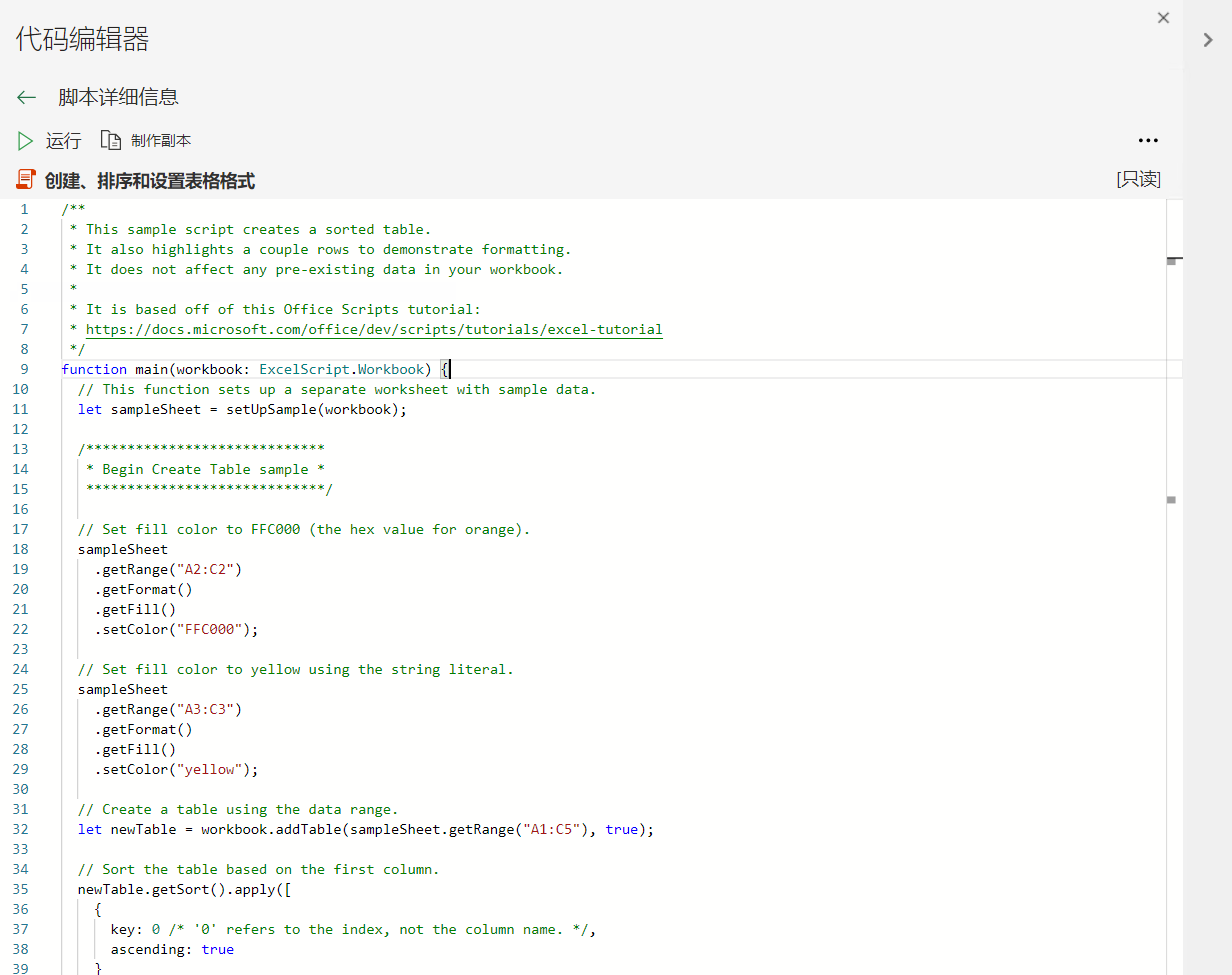 代码编辑器
脚本详细信息
运行 制作副本
创建、排序和设置表格格式 [只读]
1 /**
2  * This sample script creates a sorted table.
3  * It also highlights a couple rows to demonstrate formatting.
4  * It does not affect any pre-existing data in your workbook.
5  *
6  * It is based off of this Office Scripts tutorial:
7  * https://docs.microsoft.com/office/dev/scripts/tutorials/excel-tutorial
8  */
9 function main(workbook: ExcelScript.Workbook) {
10   // This function sets up a separate worksheet with sample data.
11   let sampleSheet = setUpSample(workbook);
12
13   /*****************************
14    * Begin Create Table sample *
15    *****************************/
16
17   // Set fill color to FFC000 (the hex value for orange).
18   sampleSheet
19     .getRange("A2:C2")
20     .getFormat()
21     .getFill()
22     .setColor("FFC000");
23
24   // Set fill color to yellow using the string literal.
25   sampleSheet
26     .getRange("A3:C3")
27     .getFormat()
28     .getFill()
29     .setColor("yellow");
30
31   // Create a table using the data range.
32   let newTable = workbook.addTable(sampleSheet.getRange("A1:C5"), true);
33
34   // Sort the table based on the first column.
35   newTable.getSort().apply([
36     {
37       key: 0 /* '0' refers to the index, not the column name. */,
38       ascending: true
39     }